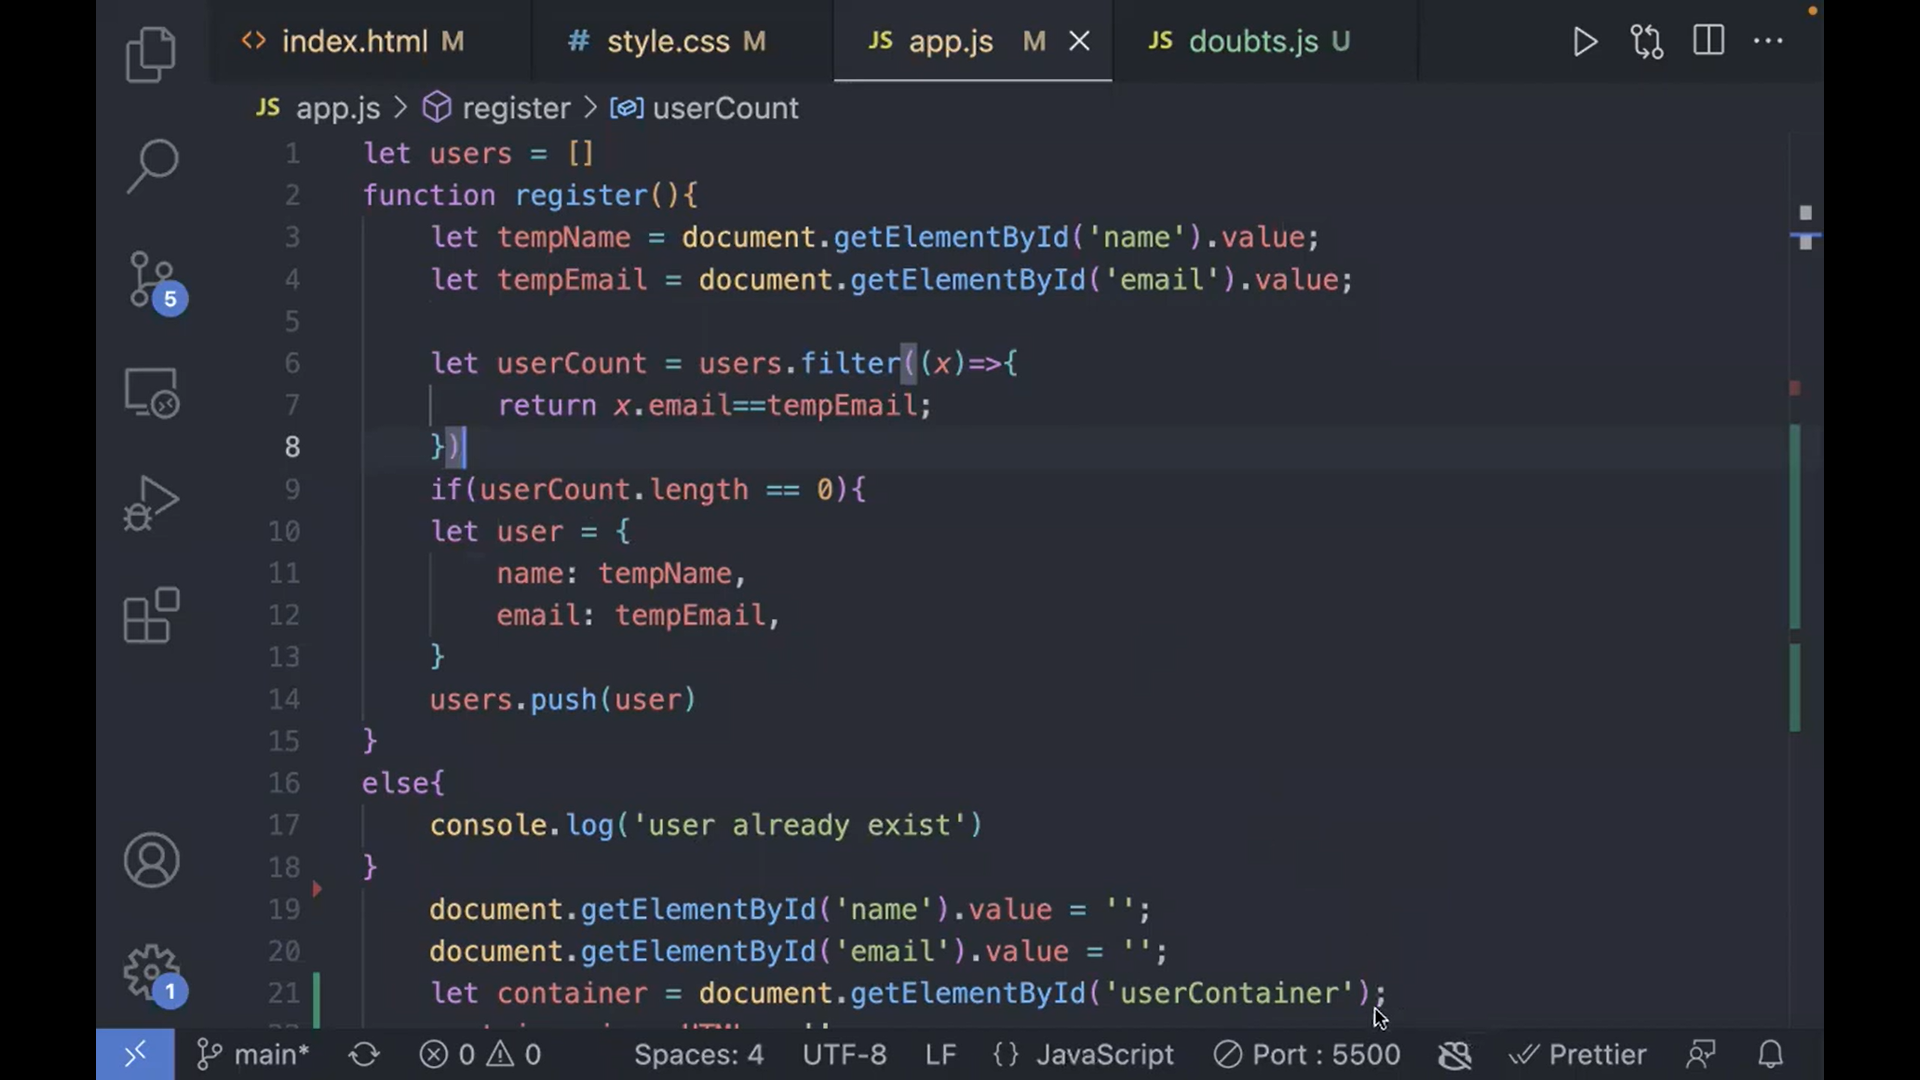 <> index.html M
# style.css M
JS app.js M
JS doubts.js U
JS app.js > register > userCount
1 let users = []
2 function register(){
3 let tempName = document.getElementById('name').value;
4 let tempEmail = document.getElementById('email').value;
5
6 let userCount = users.filter((x)=>{
7 return x.email==tempEmail;
8 })
9 if(userCount.length == 0){
10 let user = {
11 name: tempName,
12 email: tempEmail,
13 }
14 users.push(user)
15 }
16 else{
17 console.log('user already exist')
18 }
19 document.getElementById('name').value = '';
20 document.getElementById('email').value = '';
21 let container = document.getElementById('userContainer');
5
1
main* 0 0 Spaces: 4 UTF-8 LF {} JavaScript Port : 5500 Prettier